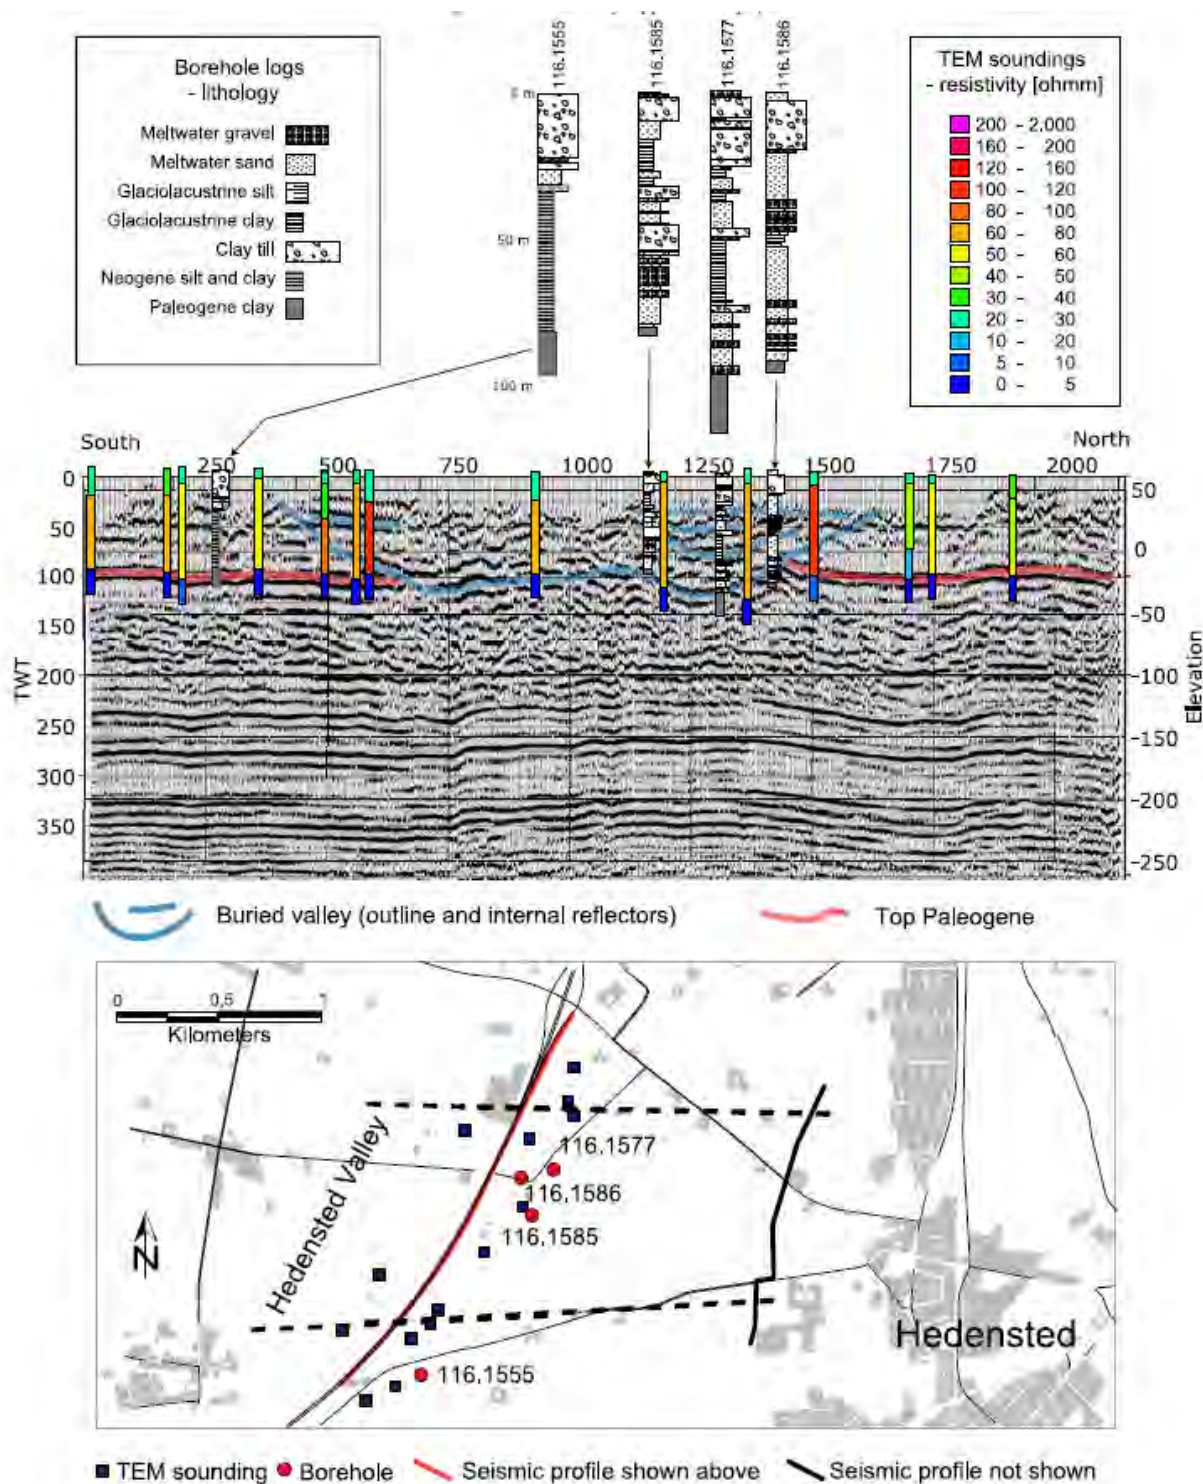 116.1555
116.1585
116.1577
116.1586
Borehole logs
- lithology
Meltwater gravel
Meltwater sand
Glaciolacustrine silt
Glaciolacustrine clay
Clay till
Neogene silt and clay
Paleogene clay
0 m
50 m
100 m
TEM soundings
- resistivity [ohmm]
200 - 2.000
160 - 200
120 - 160
100 - 120
80 - 100
60 - 80
50 - 60
40 - 50
30 - 40
20 - 30
10 - 20
5 - 10
0 - 5
South
North
250 500 750 1000 1250 1500 1750 2000
0
50
100
150
200
250
300
350
TWT
50
0
-50
-100
-150
-200
-250
Elevation
Buried valley (outline and internal reflectors)
Top Paleogene
0 0,5 1
Kilometers
Hedensted Valley
N
116.1577
116.1586
116.1585
116.1555
Hedensted
TEM sounding
Borehole
Seismic profile shown above
Seismic profile not shown